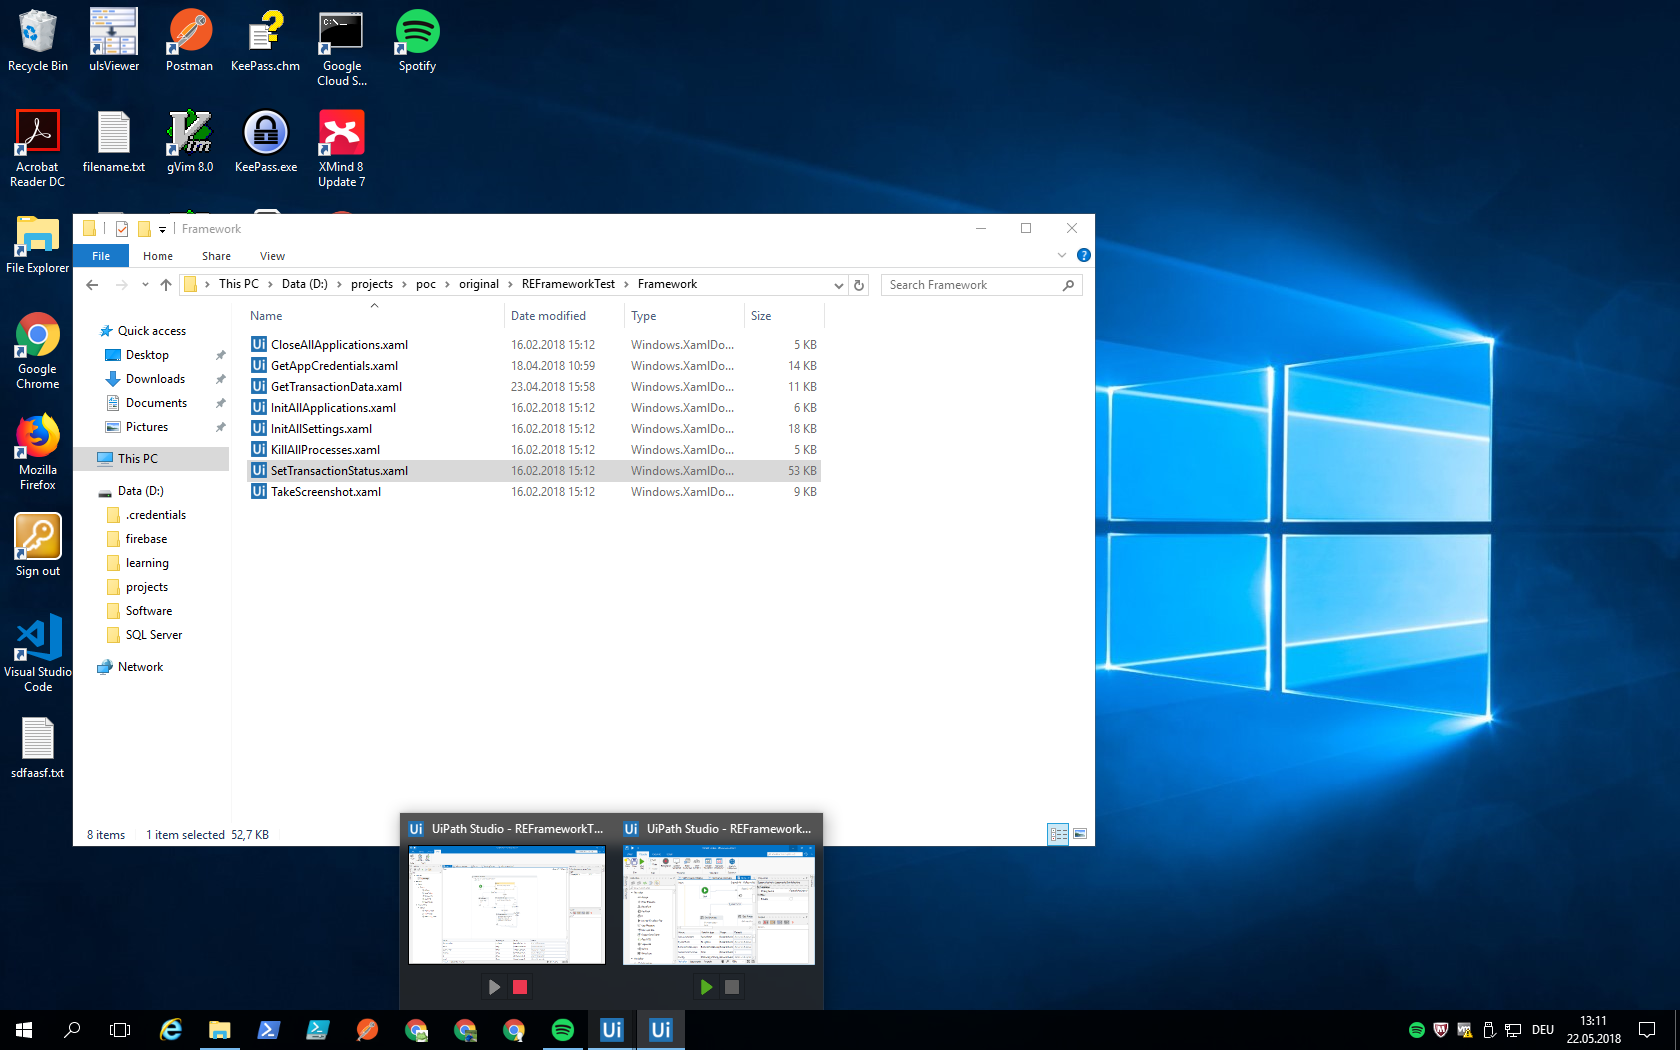 Recycle Bin
ulsViewer
Postman
KeePass.chm
Google
Cloud S...
Spotify
Acrobat
Reader DC
filename.txt
gVim 8.0
KeePass.exe
XMind 8
Update 7
File Explorer
Google
Chrome
Mozilla
Firefox
Sign out
Visual Studio
Code
sdfaasf.txt
Framework
File Home Share View
This PC > Data (D:) > projects > poc > original > REFrameworkTest > Framework
Search Framework
Name Date modified Type Size
CloseAllApplications.xaml 16.02.2018 15:12 Windows.XamlDo... 5 KB
GetAppCredentials.xaml 18.04.2018 10:59 Windows.XamlDo... 14 KB
GetTransactionData.xaml 23.04.2018 15:58 Windows.XamlDo... 11 KB
InitAllApplications.xaml 16.02.2018 15:12 Windows.XamlDo... 6 KB
InitAllSettings.xaml 16.02.2018 15:12 Windows.XamlDo... 18 KB
KillAllProcesses.xaml 16.02.2018 15:12 Windows.XamlDo... 5 KB
SetTransactionStatus.xaml 16.02.2018 15:12 Windows.XamlDo... 53 KB
TakeScreenshot.xaml 16.02.2018 15:12 Windows.XamlDo... 9 KB
Quick access
Desktop
Downloads
Documents
Pictures
This PC
Data (D:)
.credentials
firebase
learning
projects
Software
SQL Server
Network
8 items 1 item selected 52,7 KB
Ui UiPath Studio - REFrameworkT...
Ui UiPath Studio - REFramework...
Ui
Ui
DEU
13:11
22.05.2018